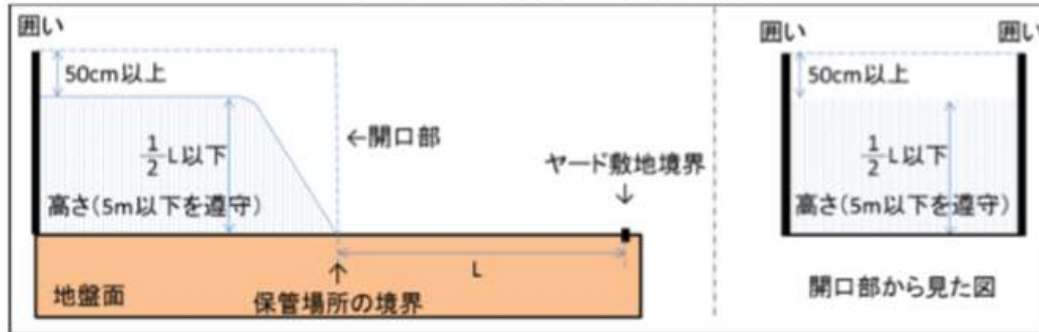 囲い
50cm以上
1/2 L以下
高さ(5m以下を遵守)
←開口部
ヤード敷地境界
↓
L
↑
保管場所の境界
地盤面
囲い
囲い
50cm以上
1/2 L以下
高さ(5m以下を遵守)
開口部から見た図